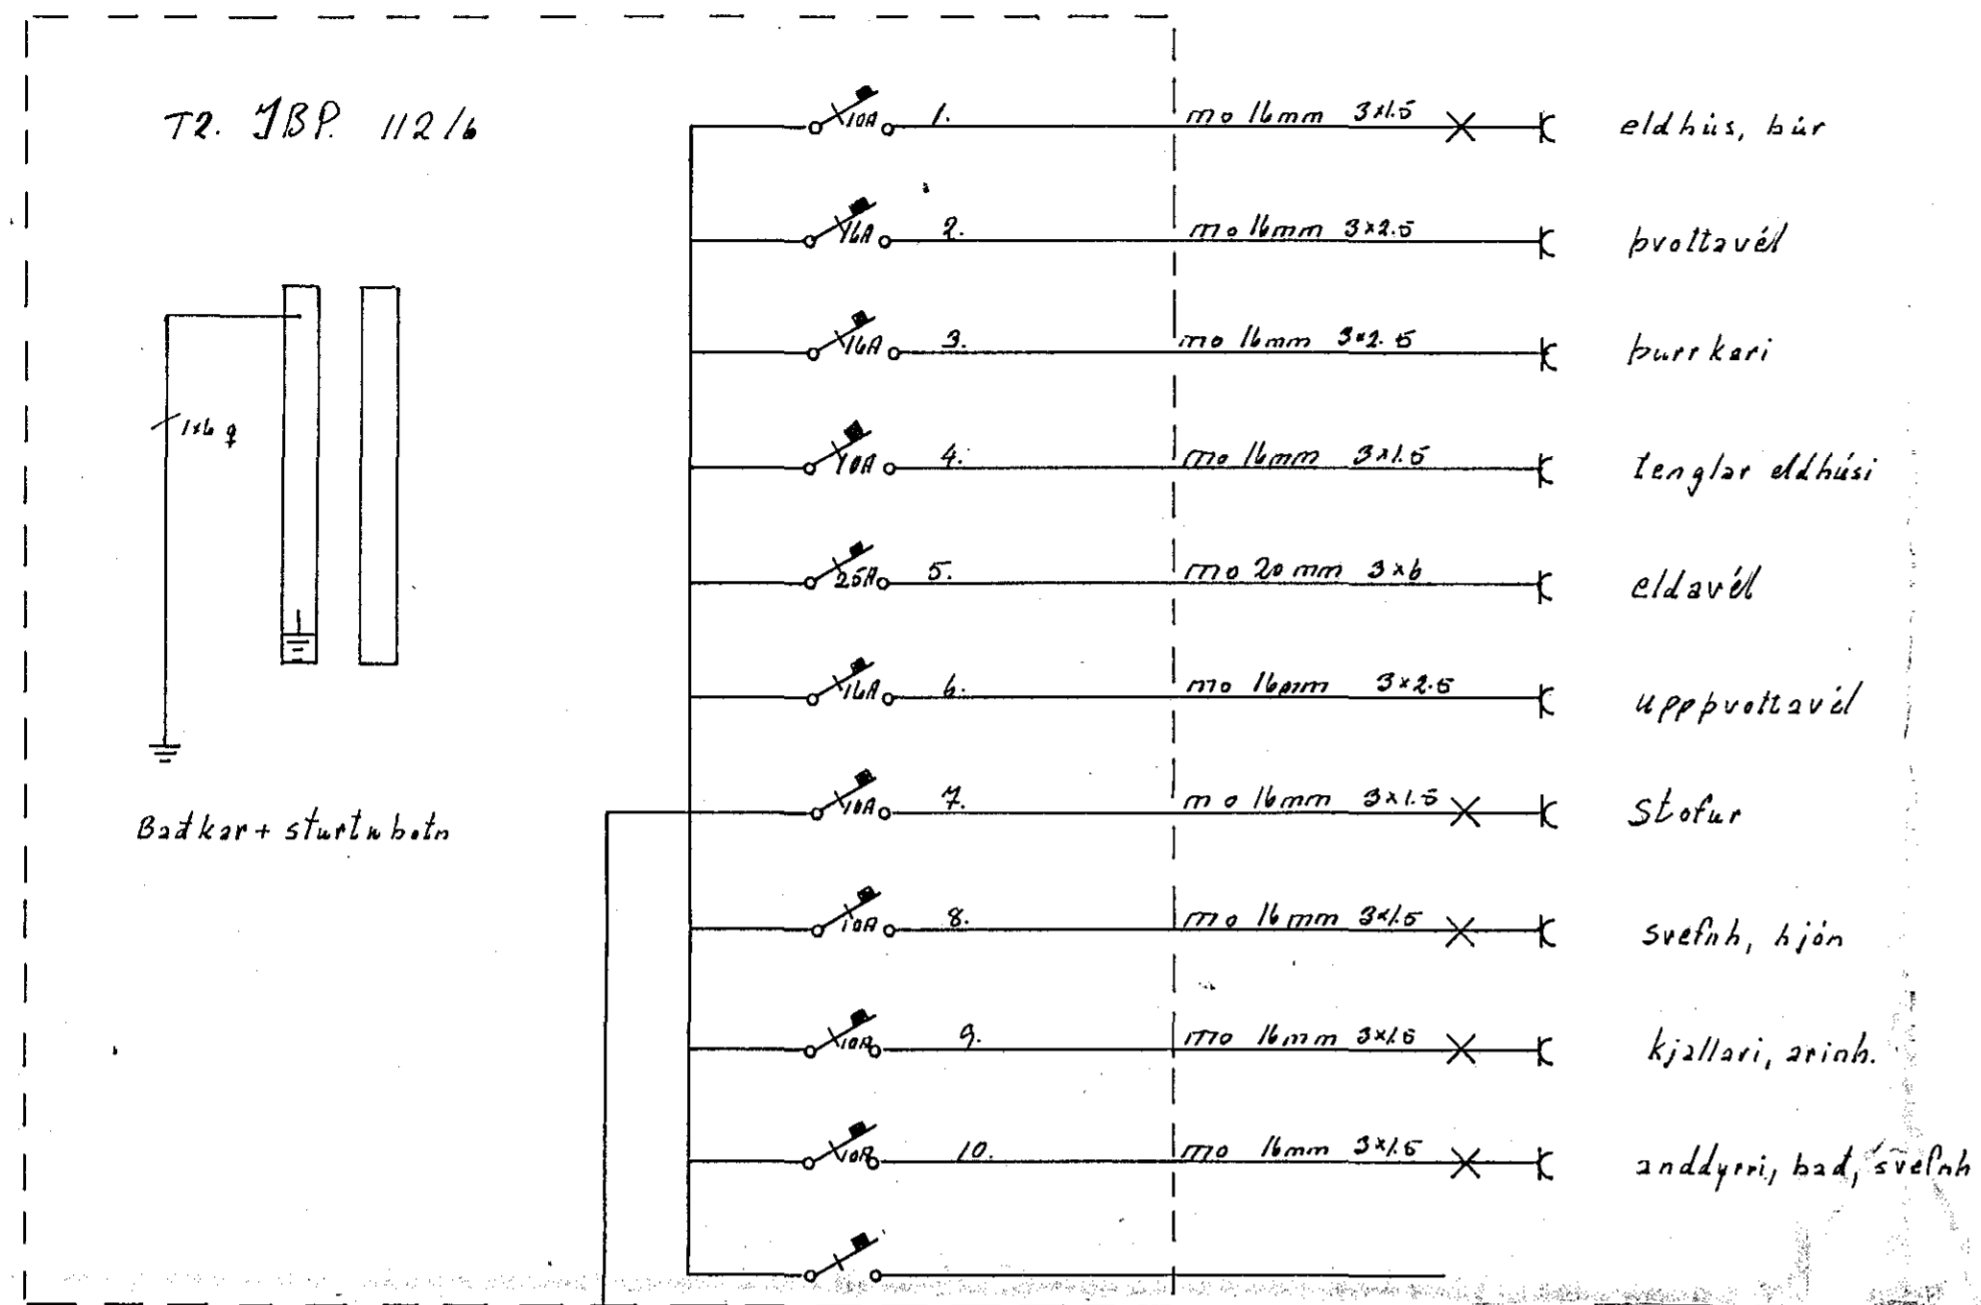 T2. JBP. 112/6
10A 1. mo 16mm 3x1.5 eldhús, búr
16A 2. mo 16mm 3x2.5 þvottavél
16A 3. mo 16mm 3x2.5 þurrkari
10A 4. mo 16mm 3x1.5 tenglar eldhúsi
25A 5. mo 20mm 3x6 eldavél
16A 6. mo 16mm 3x2.5 uppþvottavél
10A 7. mo 16mm 3x1.5 Stofur
10A 8. mo 16mm 3x1.5 svefnh, hjón
10A 9. mo 16mm 3x1.5 kjallari, arinh.
10A 10. mo 16mm 3x1.5 anddyrri, bað, svefnh
1x6 q
Baðkar + sturtubotn